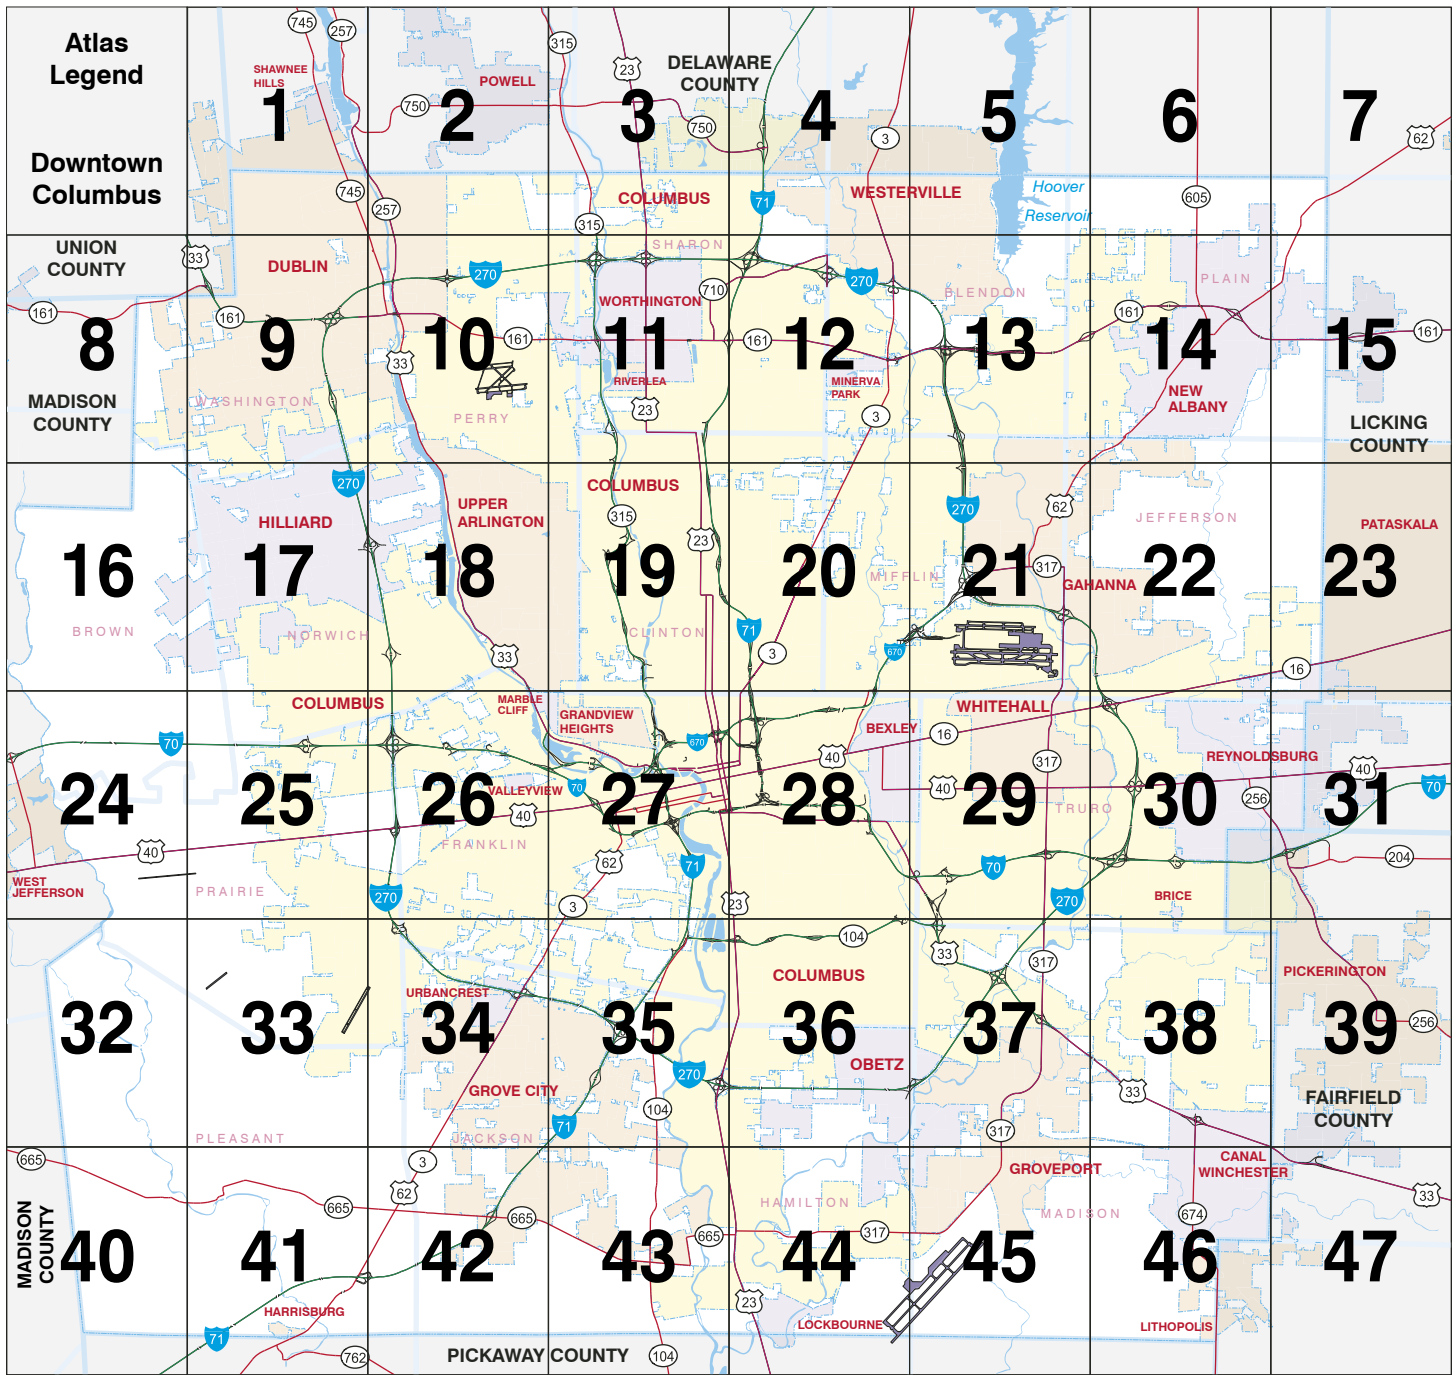 Atlas
Legend
Downtown
Columbus
745
257
SHAWNEE
HILLS
1
745
257
750
POWELL
2
315
23
DELAWARE
COUNTY
3
750
COLUMBUS
315
4
3
71
WESTERVILLE
5
Hoover
Reservoir
6
605
7
62
UNION
COUNTY
161
8
MADISON
COUNTY
33
DUBLIN
161
9
WASHINGTON
270
10
161
33
PERRY
SHARON
WORTHINGTON
710
11
RIVERLEA
23
270
161
12
MINERVA
PARK
3
BLENDON
13
PLAIN
161
14
NEW
ALBANY
15
161
LICKING
COUNTY
16
BROWN
270
HILLIARD
17
NORWICH
UPPER
ARLINGTON
18
33
COLUMBUS
315
23
19
CLINTON
20
MIFFLIN
71
3
670
270
62
21
317
GAHANNA
JEFFERSON
22
PATASKALA
23
16
70
24
40
WEST
JEFFERSON
COLUMBUS
25
PRAIRIE
MARBLE
CLIFF
26
VALLEYVIEW
70
40
FRANKLIN
270
GRANDVIEW
HEIGHTS
670
27
62
71
3
23
BEXLEY
40
28
WHITEHALL
16
317
40
29
TRURO
70
270
REYNOLDSBURG
30
256
BRICE
40
31
70
204
32
33
PLEASANT
URBANCREST
34
GROVE CITY
JACKSON
35
270
104
71
104
COLUMBUS
36
OBETZ
33
317
37
317
38
33
PICKERINGTON
39
256
FAIRFIELD
COUNTY
665
MADISON
COUNTY
40
665
41
HARRISBURG
71
762
3
62
665
42
PICKAWAY COUNTY
43
665
104
HAMILTON
317
44
23
LOCKBOURNE
GROVEPORT
MADISON
45
CANAL
WINCHESTER
674
46
LITHOPOLIS
33
47